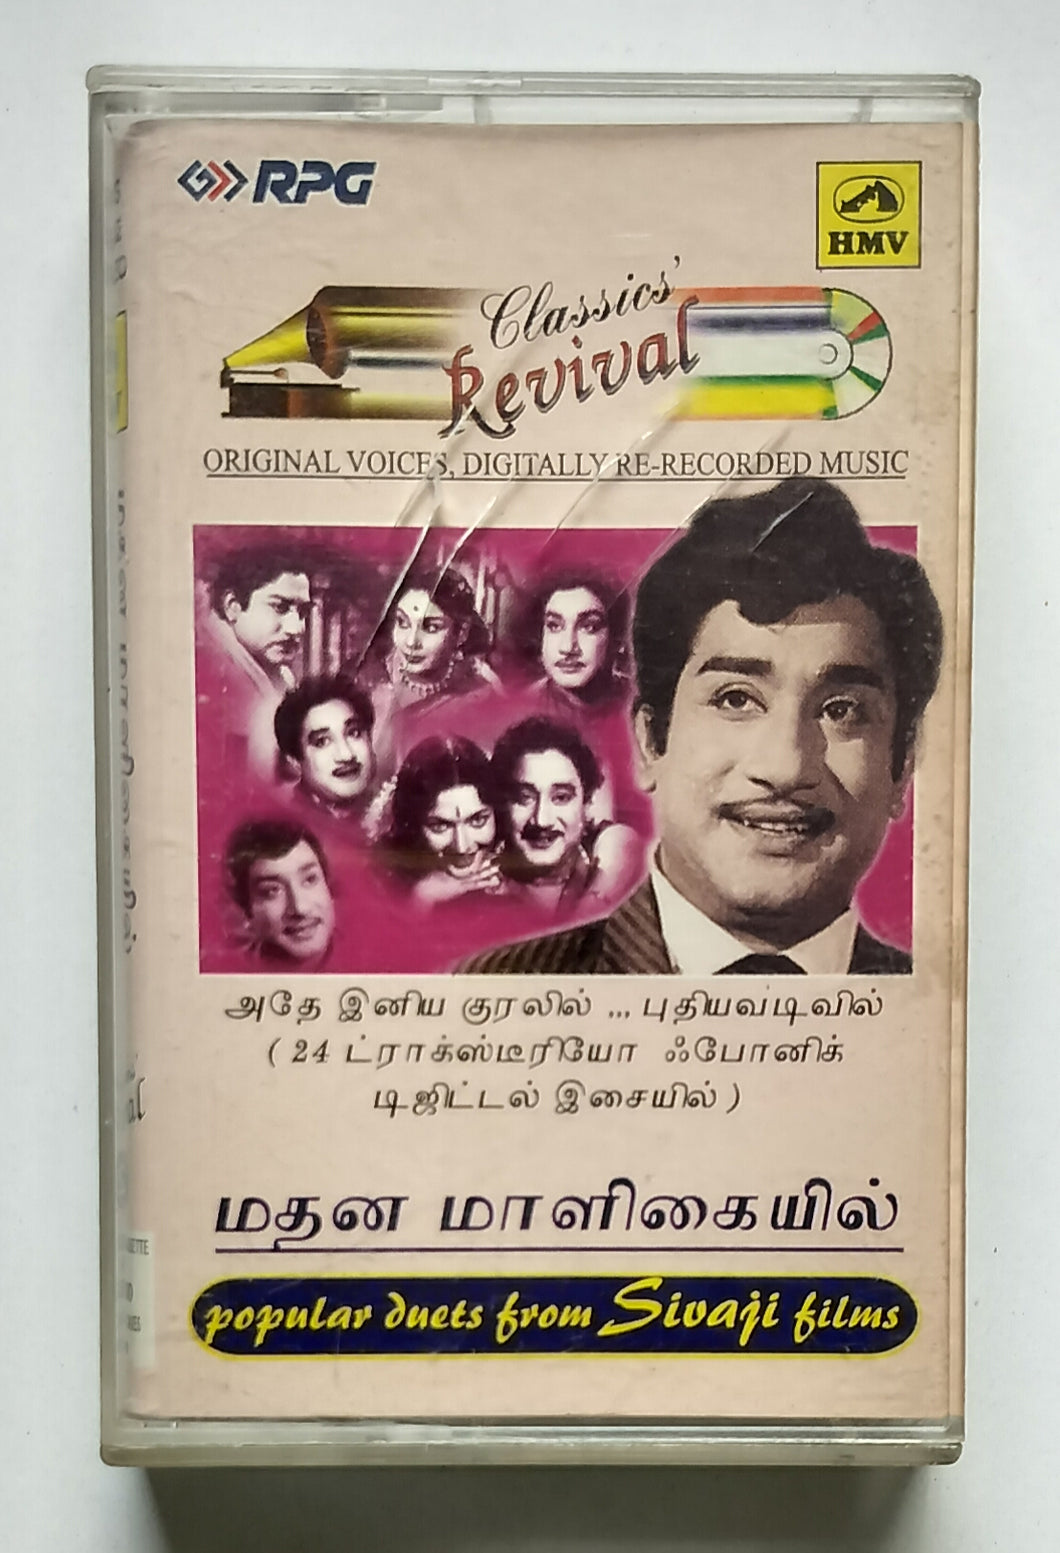 RPG
HMV
Classics'
Revival
ORIGINAL VOICES, DIGITALLY RE-RECORDED MUSIC
அதே இனிய குரலில் ... புதியவடிவில்
( 24 ட்ராக்ஸ்டீரியோ ஃபோனிக்
டிஜிட்டல் இசையில் )
மதன மாளிகையில்
popular duets from Sivaji films